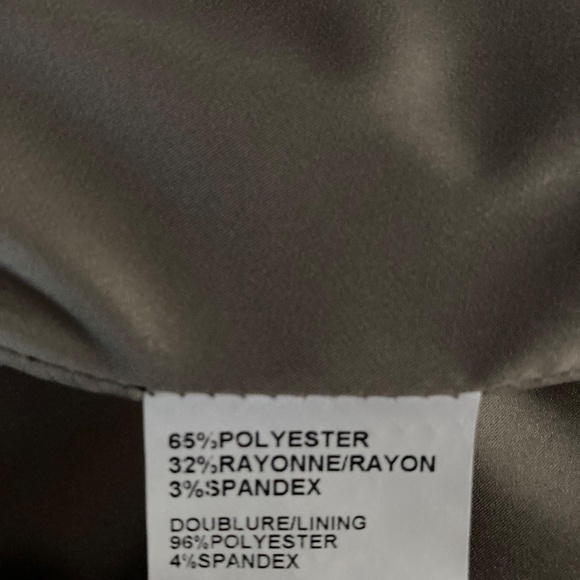 65%POLYESTER
32%RAYONNE/RAYON
3%SPANDEX
DOUBLURE/LINING
96%POLYESTER
4%SPANDEX